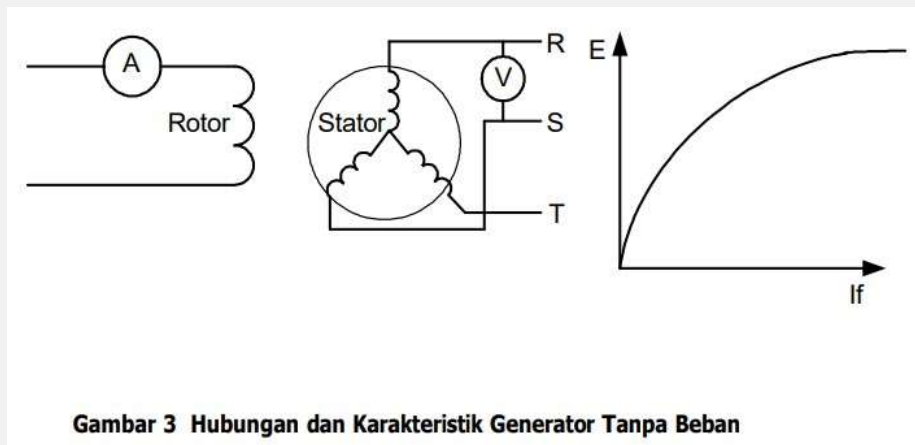 A
Rotor
Stator
V
R
S
T
E
If
Gambar 3 Hubungan dan Karakteristik Generator Tanpa Beban